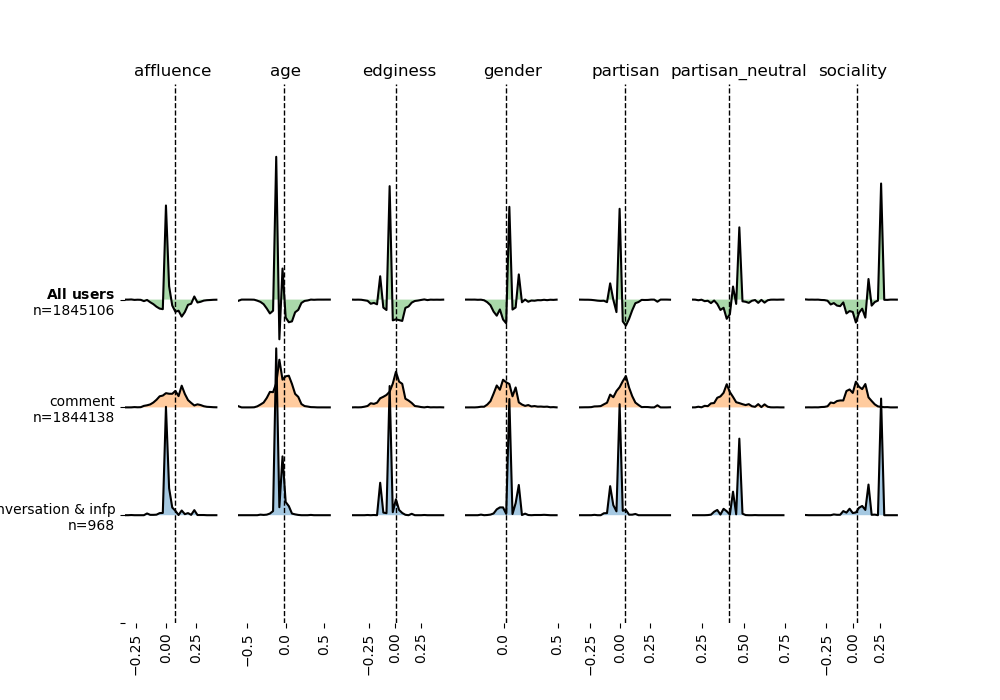 affluence age edginess gender partisan partisan_neutral sociality
All users
n=1845106
comment
n=1844138
nversation & infp
n=968
−0.25 0.00 0.25 −0.5 0.0 0.5 −0.25 0.00 0.25 0.0 0.5 −0.25 0.00 0.25 0.25 0.50 0.75 −0.25 0.00 0.25